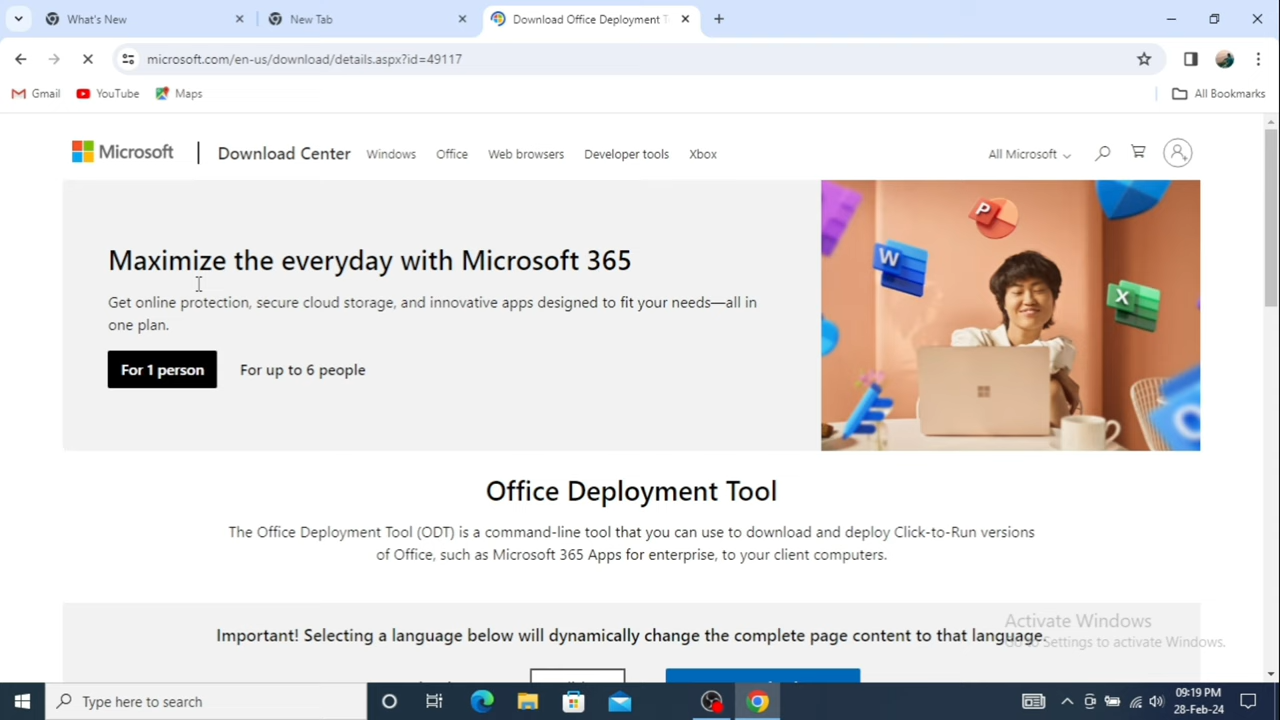 What's New
New Tab
Download Office Deployment T
microsoft.com/en-us/download/details.aspx?id=49117
Gmail
YouTube
Maps
All Bookmarks
Microsoft
Download Center
Windows
Office
Web browsers
Developer tools
Xbox
All Microsoft
Maximize the everyday with Microsoft 365
Get online protection, secure cloud storage, and innovative apps designed to fit your needs—all in
one plan.
For 1 person
For up to 6 people
P
W
X
Office Deployment Tool
The Office Deployment Tool (ODT) is a command-line tool that you can use to download and deploy Click-to-Run versions
of Office, such as Microsoft 365 Apps for enterprise, to your client computers.
Important! Selecting a language below will dynamically change the complete page content to that language.
Activate Windows
Go to Settings to activate Windows.
Type here to search
09:19 PM
28-Feb-24